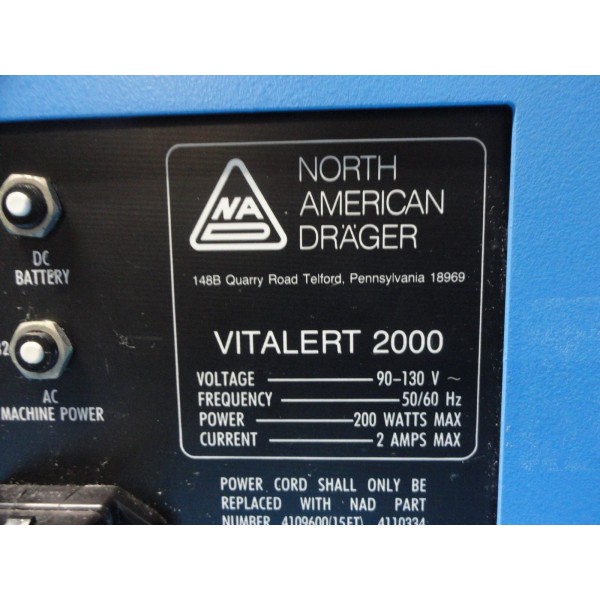 NORTH
AMERICAN
DRÄGER
NA
148B Quarry Road Telford, Pennsylvania 18969
VITALERT 2000
VOLTAGE 90-130 V ~
FREQUENCY 50/60 Hz
POWER 200 WATTS MAX
CURRENT 2 AMPS MAX
POWER CORD SHALL ONLY BE
REPLACED WITH NAD PART
NUMBER 4109600(15FT) 4110334
DC
BATTERY
AC
MACHINE POWER